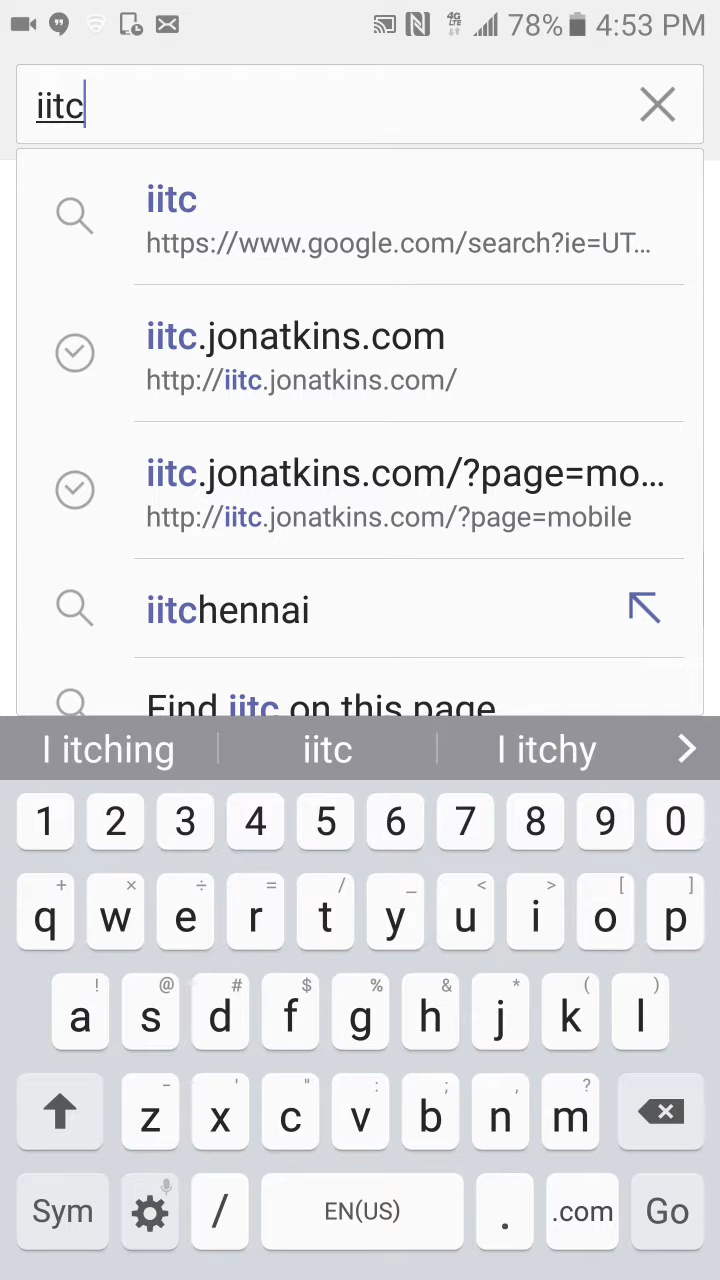 4G
LTE
78% 4:53 PM
iitc
iitc
https://www.google.com/search?ie=UT...
iitc.jonatkins.com
http://iitc.jonatkins.com/
iitc.jonatkins.com/?page=mo...
http://iitc.jonatkins.com/?page=mobile
iitchennai
Find iitc on this page
I itching iitc I itchy
1 2 3 4 5 6 7 8 9 0
+ × ÷ = / _ < > [ ]
q w e r t y u i o p
! @ # $ % & * ( )
a s d f g h j k l
- ' " : ; , ?
z x c v b n m
Sym / EN(US) . .com Go